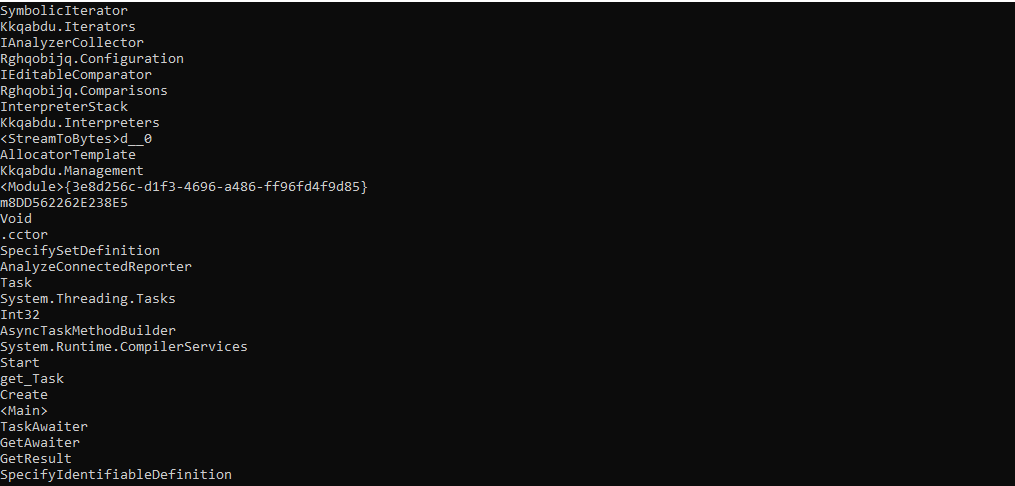 SymbolicIterator
Kkqabdu.Iterators
IAnalyzerCollector
Rghqobijq.Configuration
IEditableComparator
Rghqobijq.Comparisons
InterpreterStack
Kkqabdu.Interpreters
<StreamToBytes>d__0
AllocatorTemplate
Kkqabdu.Management
<Module>{3e8d256c-d1f3-4696-a486-ff96fd4f9d85}
m8DD562262E238E5
Void
.cctor
SpecifySetDefinition
AnalyzeConnectedReporter
Task
System.Threading.Tasks
Int32
AsyncTaskMethodBuilder
System.Runtime.CompilerServices
Start
get_Task
Create
<Main>
TaskAwaiter
GetAwaiter
GetResult
SpecifyIdentifiableDefinition